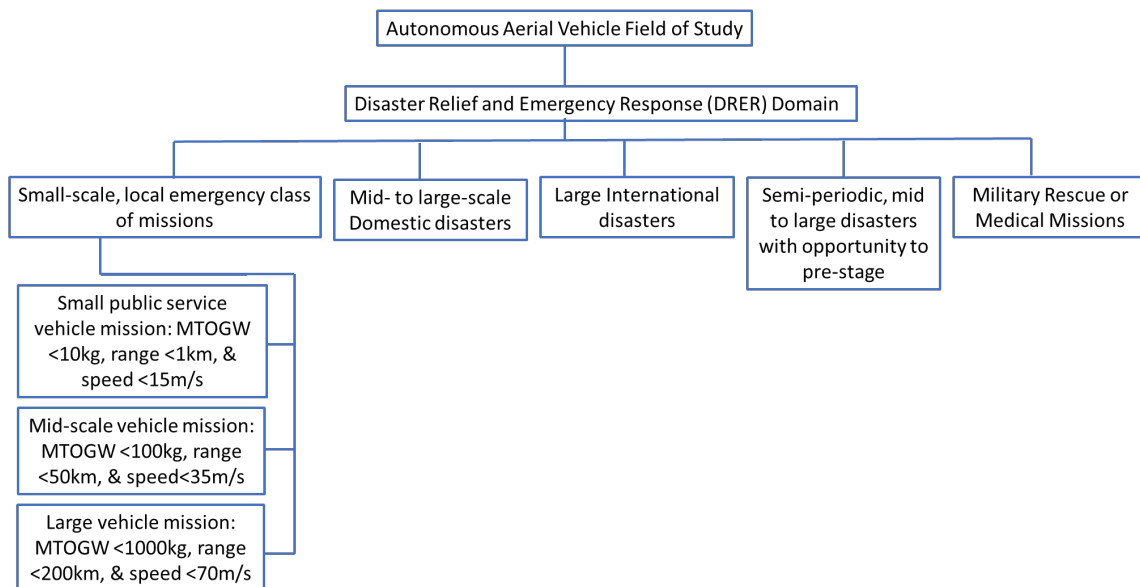 Autonomous Aerial Vehicle Field of Study
Disaster Relief and Emergency Response (DRER) Domain
Small-scale, local emergency class
of missions
Mid- to large-scale
Domestic disasters
Large International
disasters
Semi-periodic, mid
to large disasters
with opportunity to
pre-stage
Military Rescue or
Medical Missions
Small public service
vehicle mission: MTOGW
<10kg, range <1km, &
speed <15m/s
Mid-scale vehicle mission:
MTOGW <100kg, range
<50km, & speed<35m/s
Large vehicle mission:
MTOGW <1000kg, range
<200km, & speed <70m/s